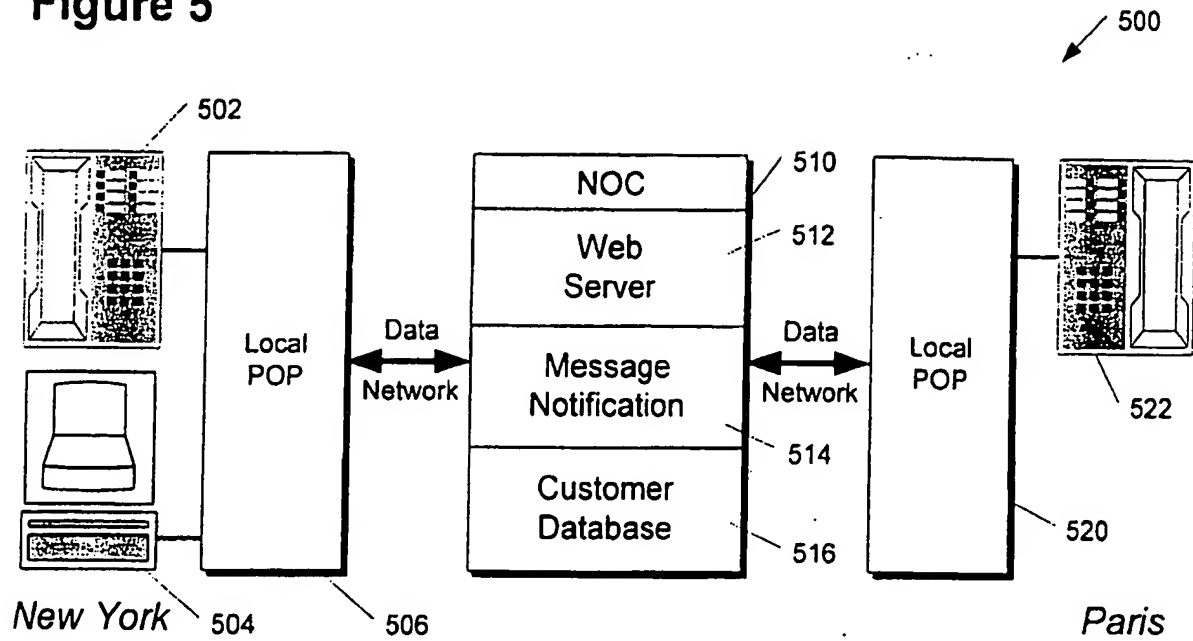 Figure 5
500
502
510
NOC
512
Web
Server
Local
POP
Data
Network
Message
Notification
Data
Network
Local
POP
522
514
Customer
Database
516
520
New York
504
506
Paris